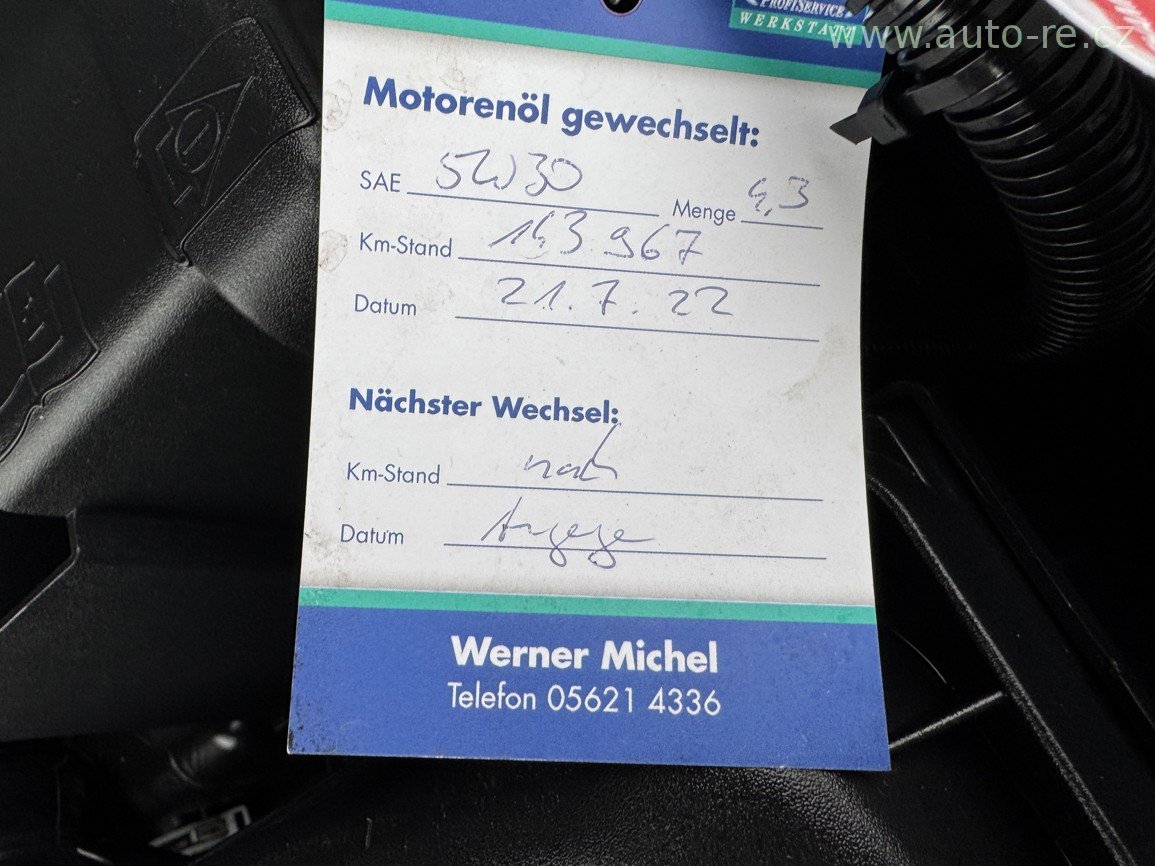 PROFISERVICE
WERKSTATT
www.auto-re.cz
Motorenöl gewechselt:
SAE 5W30 Menge 4,3
Km-Stand 143.967
Datum 21.7.22
Nächster Wechsel:
Km-Stand nach
Datum
Werner Michel
Telefon 05621 4336